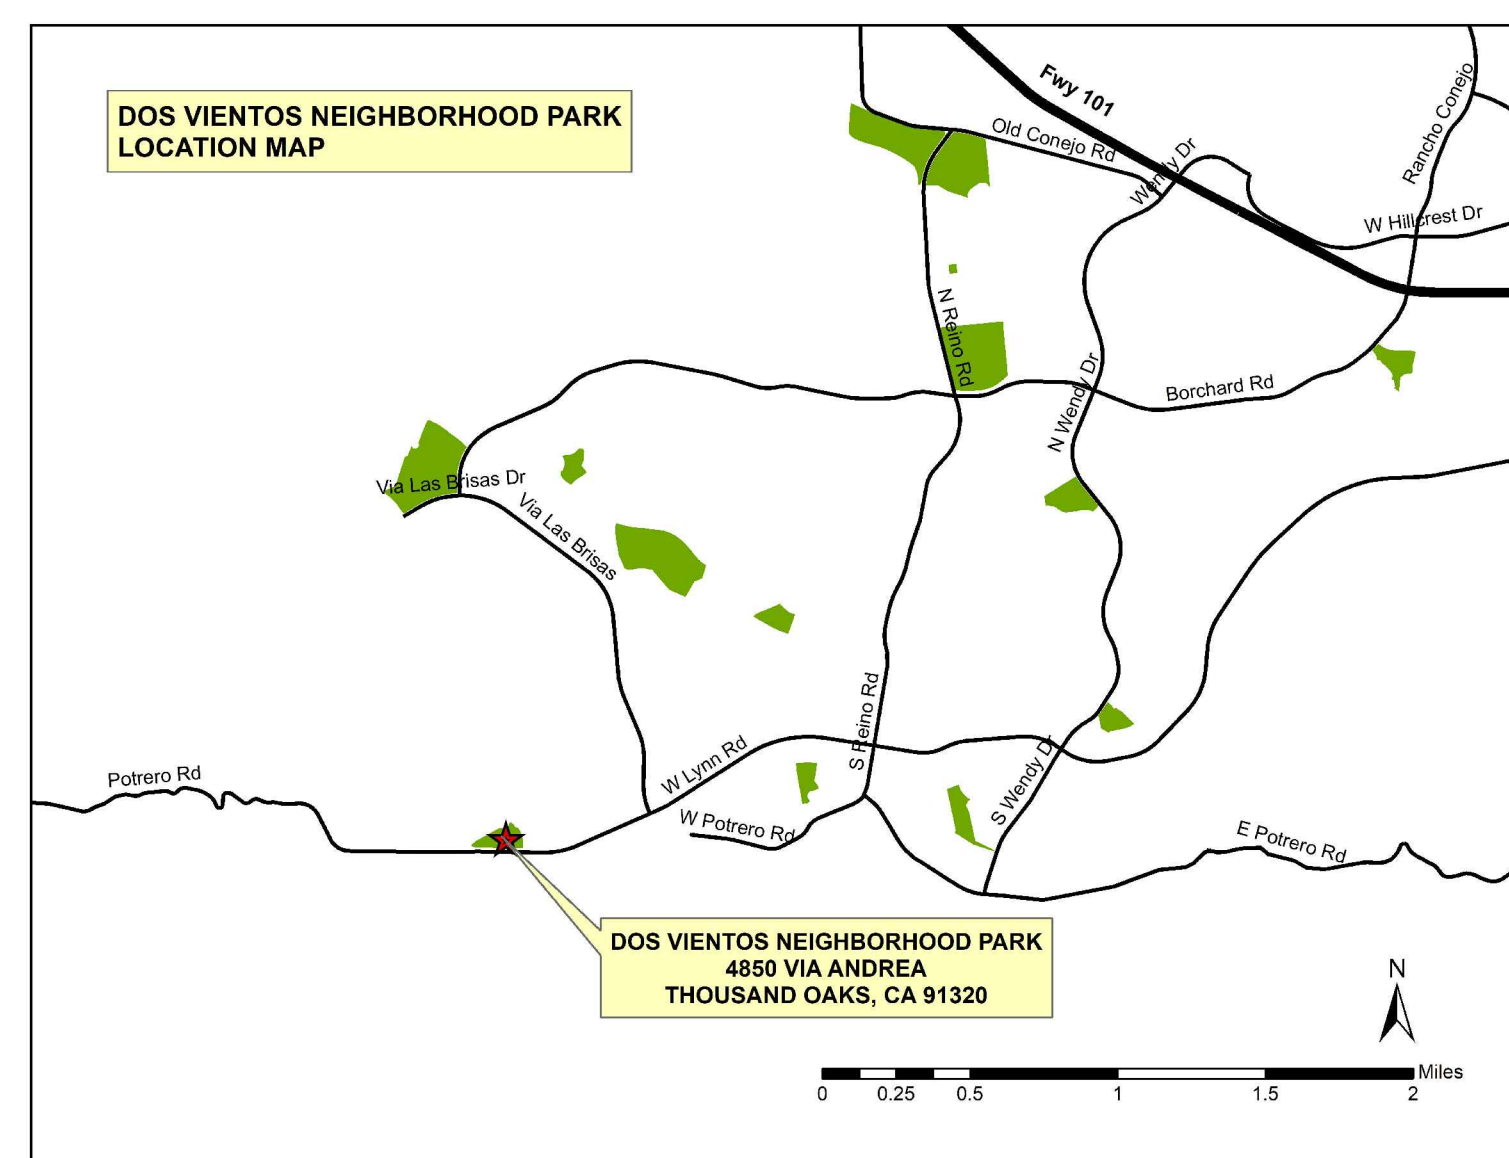 DOS VIENTOS NEIGHBORHOOD PARK
LOCATION MAP
Fwy 101
Old Conejo Rd
Wendy Dr
Rancho Conejo
W Hillcrest Dr
N Reino Rd
N Wendy Dr
Borchard Rd
Via Las Brisas Dr
Via Las Brisas
S Reino Rd
W Lynn Rd
S Wendy Dr
Potrero Rd
W Potrero Rd
E Potrero Rd
DOS VIENTOS NEIGHBORHOOD PARK
4850 VIA ANDREA
THOUSAND OAKS, CA 91320
N
Miles
0 0.25 0.5 1 1.5 2